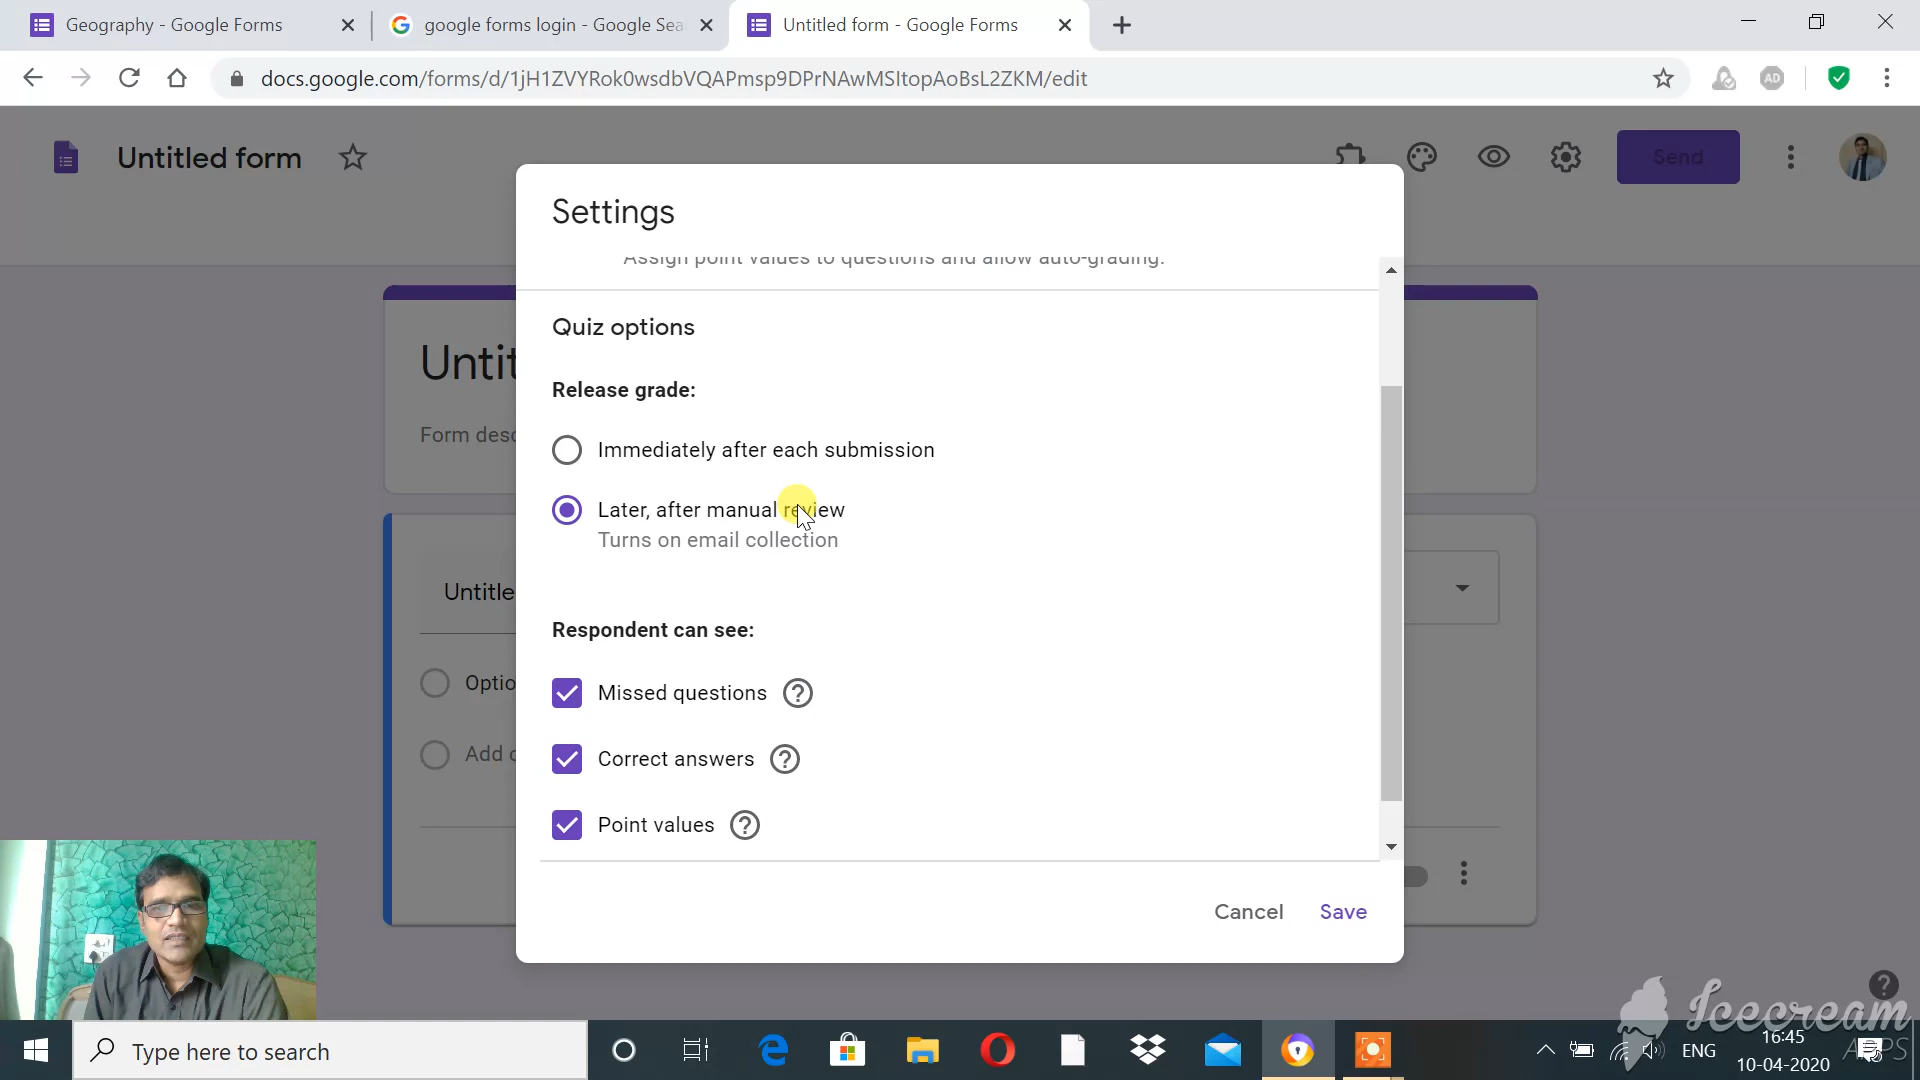 Geography - Google Forms
google forms login - Google Sea
Untitled form - Google Forms
docs.google.com/forms/d/1jH1ZVYRok0wsdbVQAPmsp9DPrNAwMSItopAoBsL2ZKM/edit
AD
Untitled form
Send
Settings
Assign point values to questions and allow auto-grading.
Quiz options
Untit
Release grade:
Form desc
Immediately after each submission
Later, after manual review
Turns on email collection
Untitle
Respondent can see:
Optio
Missed questions
Add o
Correct answers
Point values
Cancel
Save
Icecream
APPS
Type here to search
ENG
16:45
10-04-2020